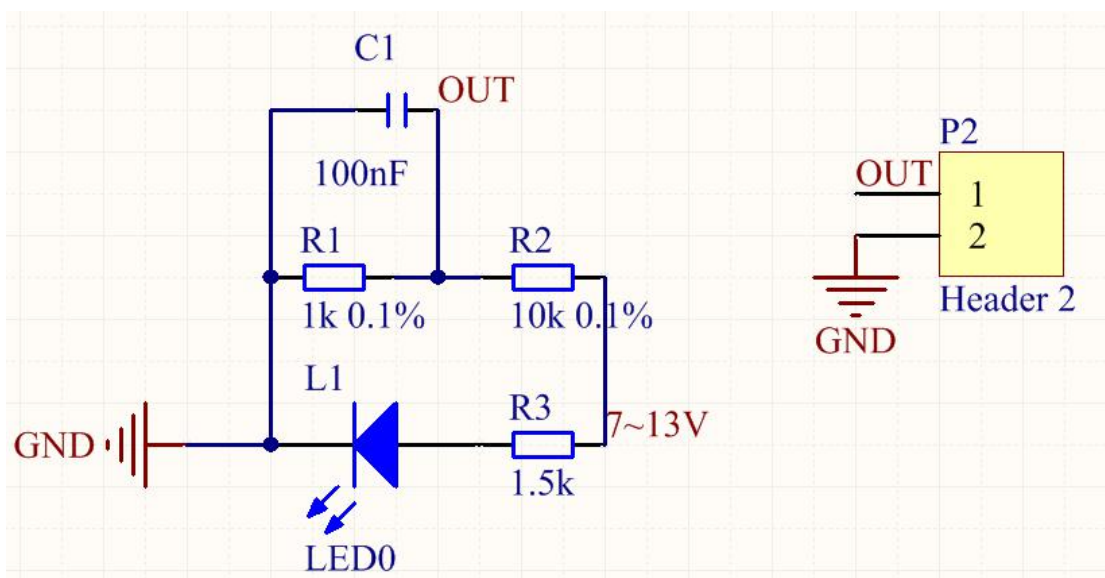 C1
OUT
100nF
R1
1k 0.1%
R2
10k 0.1%
L1
R3
7~13V
1.5k
GND
LED0
P2
OUT
1
2
Header 2
GND